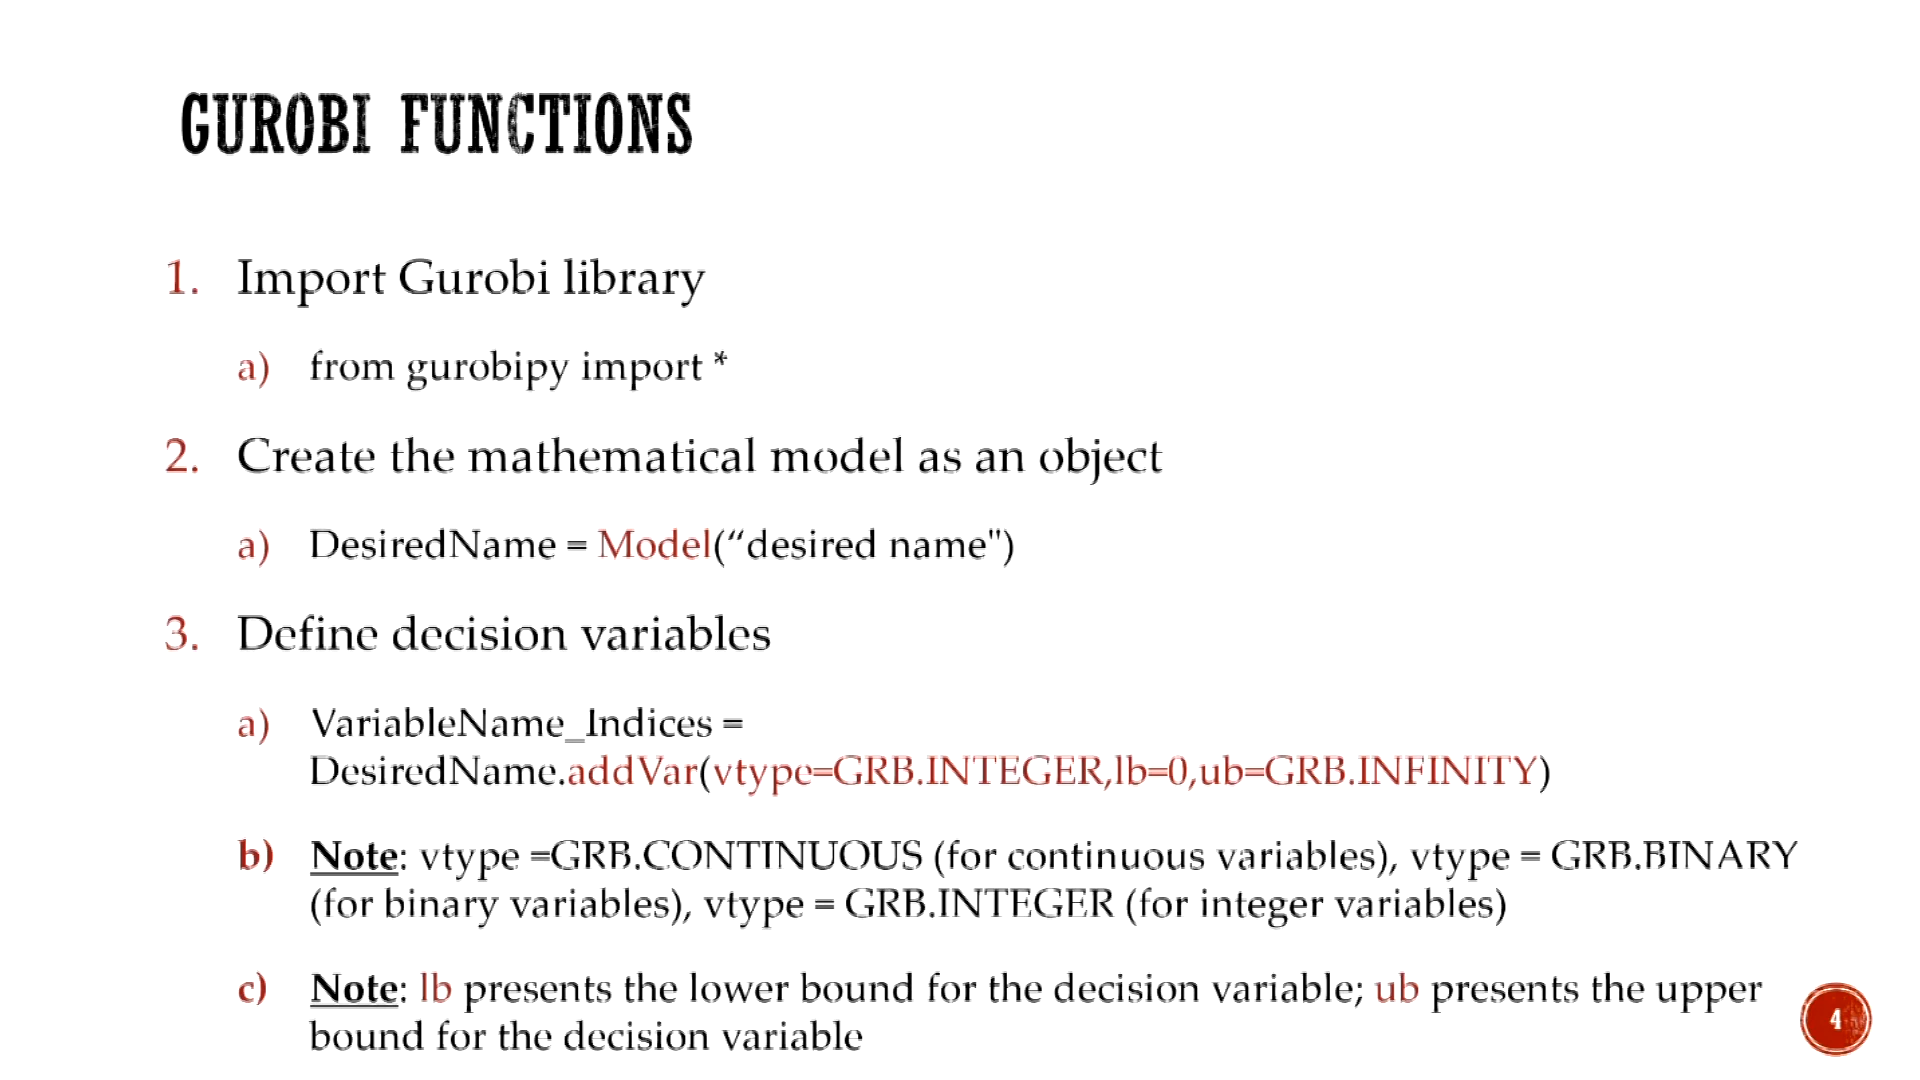 GUROBI FUNCTIONS
1. Import Gurobi library
a) from gurobipy import *
2. Create the mathematical model as an object
a) DesiredName = Model(“desired name")
3. Define decision variables
a) VariableName_Indices =
DesiredName.addVar(vtype=GRB.INTEGER,lb=0,ub=GRB.INFINITY)
b) Note: vtype =GRB.CONTINUOUS (for continuous variables), vtype = GRB.BINARY
(for binary variables), vtype = GRB.INTEGER (for integer variables)
c) Note: lb presents the lower bound for the decision variable; ub presents the upper
bound for the decision variable
4